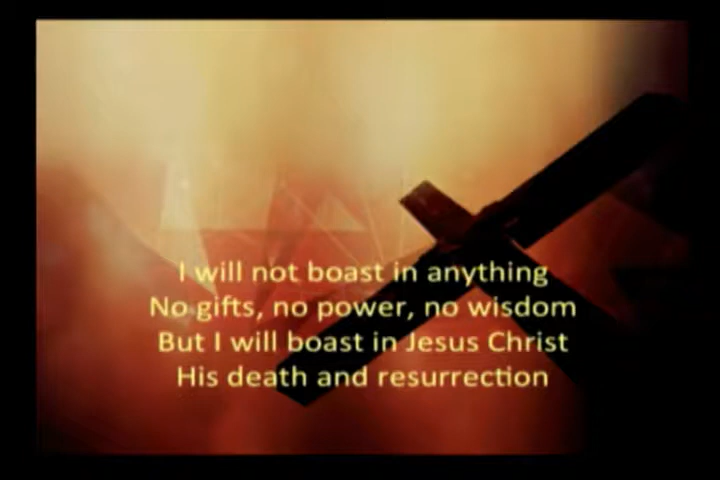 I will not boast in anything
No gifts, no power, no wisdom
But I will boast in Jesus Christ
His death and resurrection